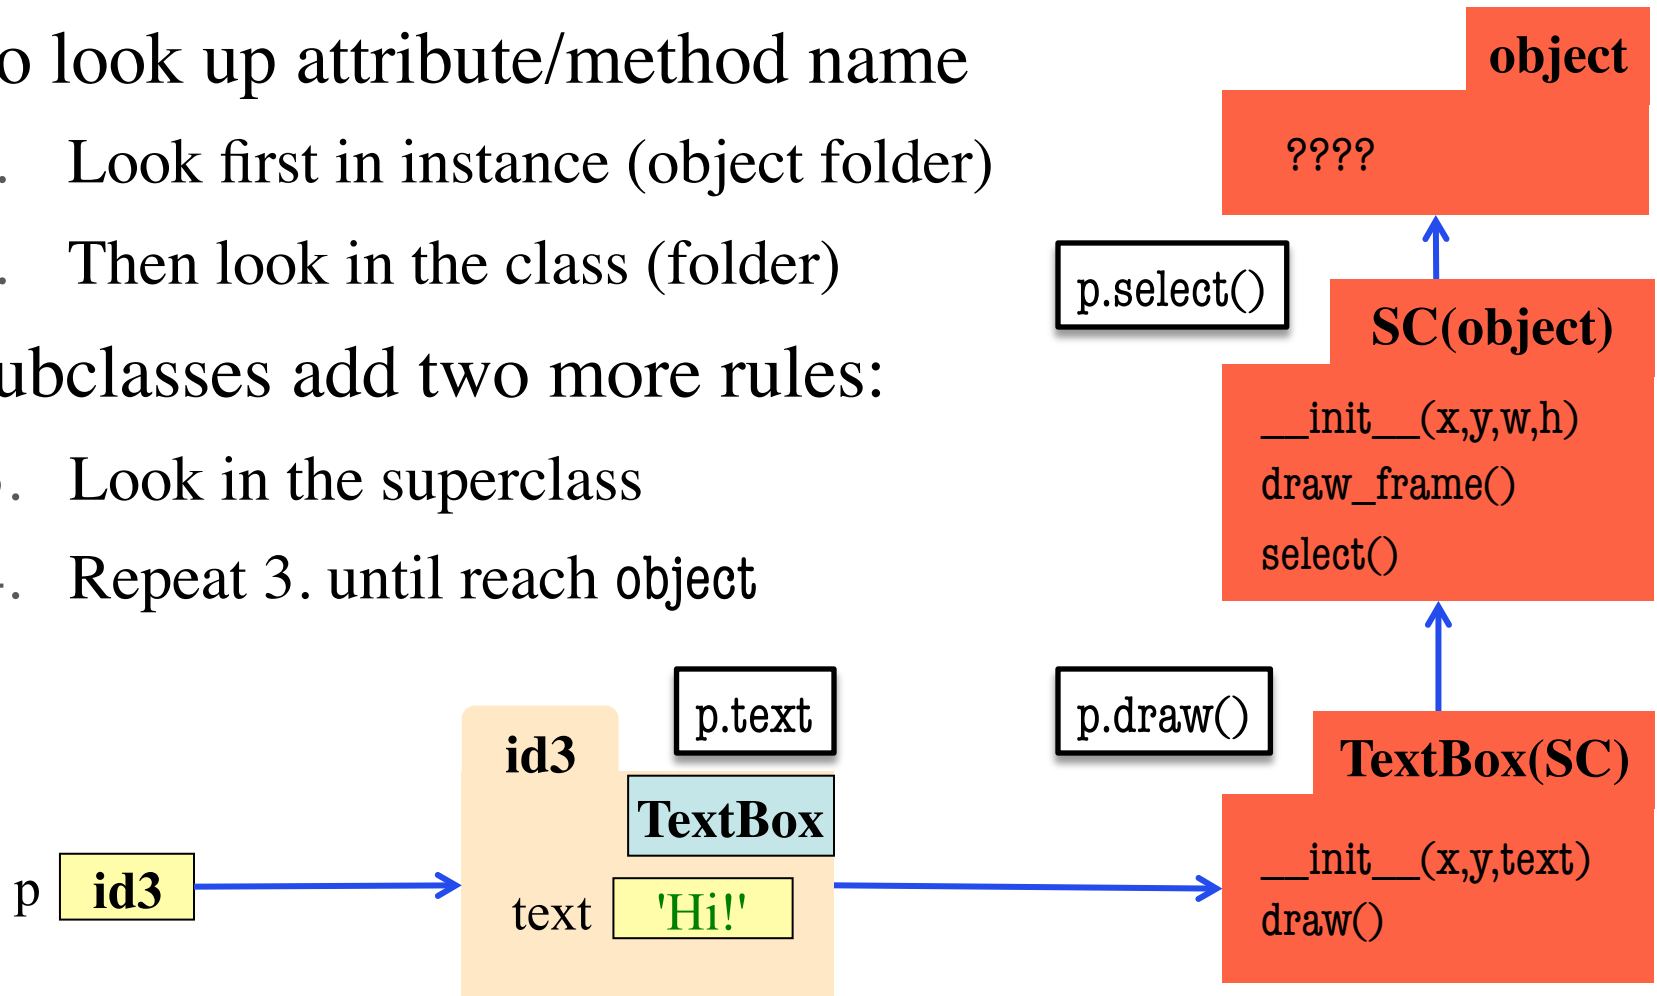 o look up attribute/method name
. Look first in instance (object folder)
. Then look in the class (folder)
ubclasses add two more rules:
. Look in the superclass
. Repeat 3. until reach object
object
????
p.select()
SC(object)
__init__(x,y,w,h)
draw_frame()
select()
p.text
p.draw()
id3
TextBox
TextBox(SC)
p
id3
text
'Hi!'
__init__(x,y,text)
draw()